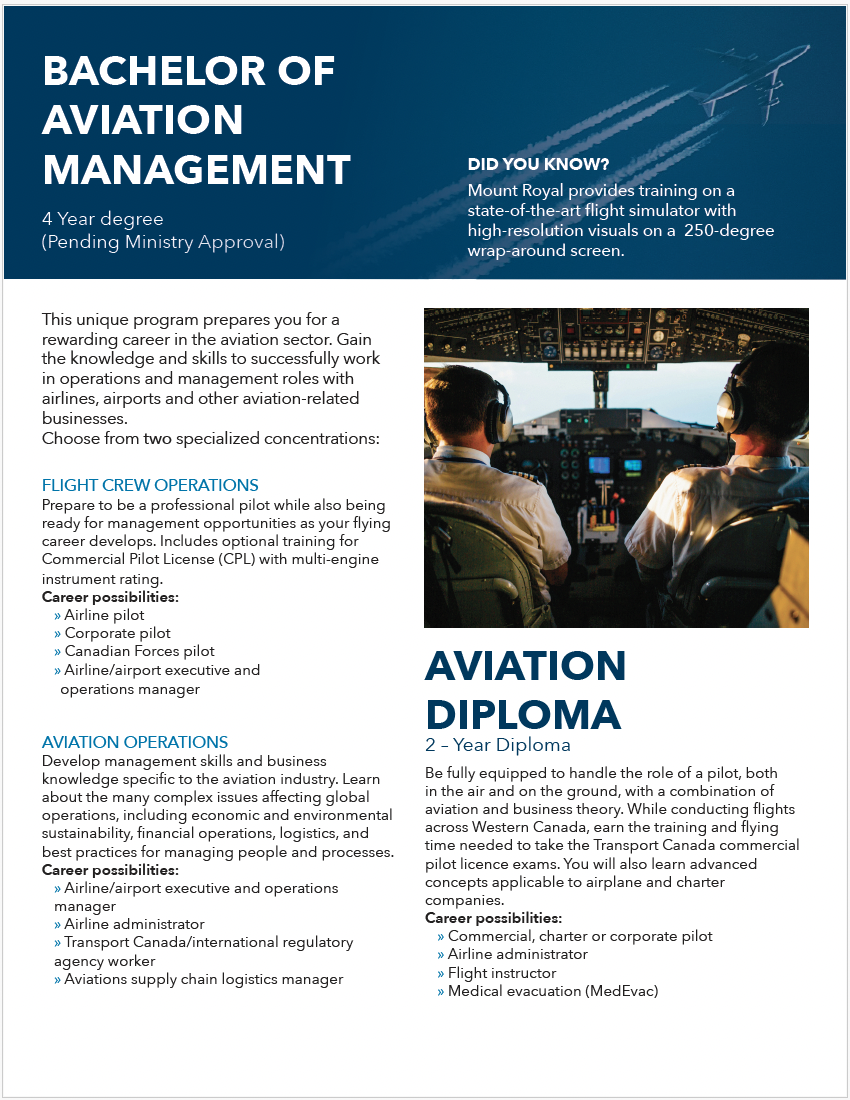 BACHELOR OF
AVIATION
MANAGEMENT
4 Year degree
(Pending Ministry Approval)
DID YOU KNOW?
Mount Royal provides training on a
state-of-the-art flight simulator with
high-resolution visuals on a  250-degree
wrap-around screen.
This unique program prepares you for a
rewarding career in the aviation sector. Gain
the knowledge and skills to successfully work
in operations and management roles with
airlines, airports and other aviation-related
businesses.
Choose from two specialized concentrations:
FLIGHT CREW OPERATIONS
Prepare to be a professional pilot while also being
ready for management opportunities as your flying
career develops. Includes optional training for
Commercial Pilot License (CPL) with multi-engine
instrument rating.
Career possibilities:
» Airline pilot
» Corporate pilot
» Canadian Forces pilot
» Airline/airport executive and
operations manager
AVIATION OPERATIONS
Develop management skills and business
knowledge specific to the aviation industry. Learn
about the many complex issues affecting global
operations, including economic and environmental
sustainability, financial operations, logistics, and
best practices for managing people and processes.
Career possibilities:
» Airline/airport executive and operations
manager
» Airline administrator
» Transport Canada/international regulatory
agency worker
» Aviations supply chain logistics manager
AVIATION
DIPLOMA
2 – Year Diploma
Be fully equipped to handle the role of a pilot, both
in the air and on the ground, with a combination of
aviation and business theory. While conducting flights
across Western Canada, earn the training and flying
time needed to take the Transport Canada commercial
pilot licence exams. You will also learn advanced
concepts applicable to airplane and charter
companies.
Career possibilities:
» Commercial, charter or corporate pilot
» Airline administrator
» Flight instructor
» Medical evacuation (MedEvac)